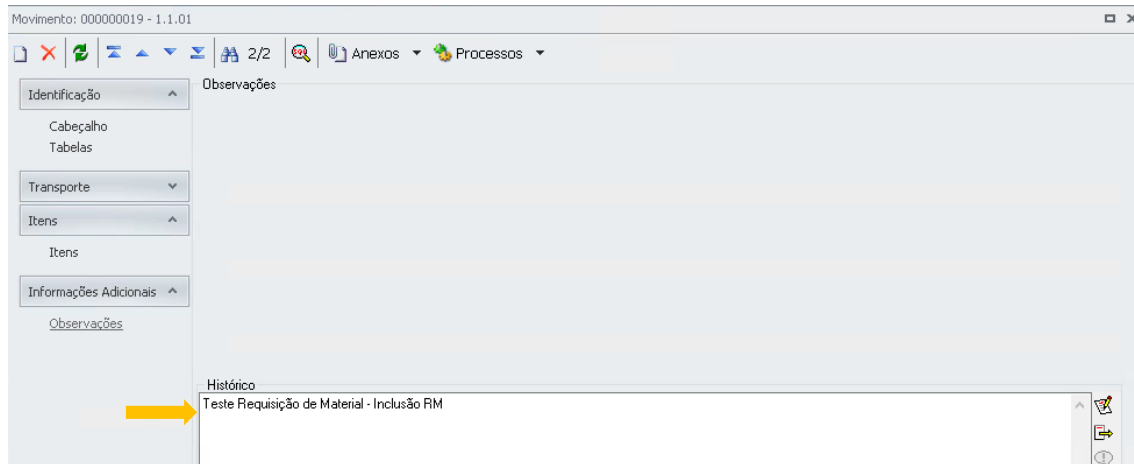 Movimento: 000000019 - 1.1.01
2/2 Anexos Processos
Identificação
Cabeçalho
Tabelas
Transporte
Itens
Itens
Informações Adicionais
Observações
Observações
Histórico
Teste Requisição de Material - Inclusão RM